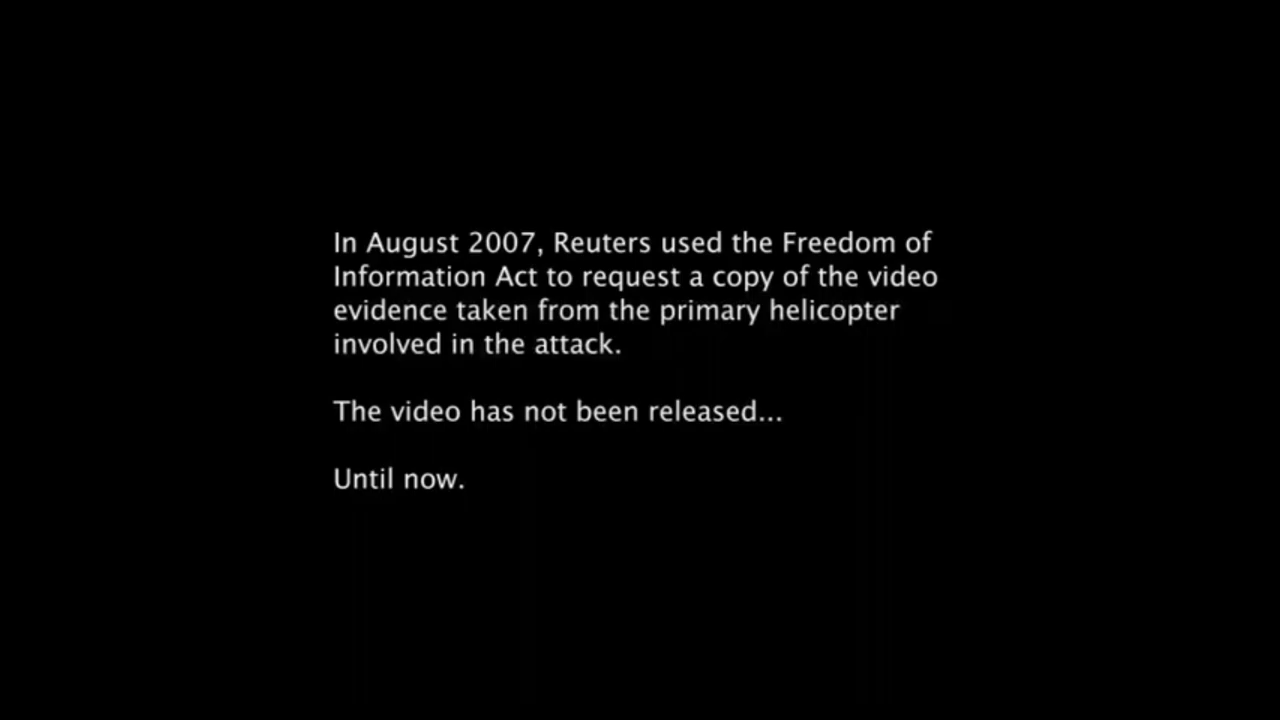 In August 2007, Reuters used the Freedom of
Information Act to request a copy of the video
evidence taken from the primary helicopter
involved in the attack.
The video has not been released...
Until now.